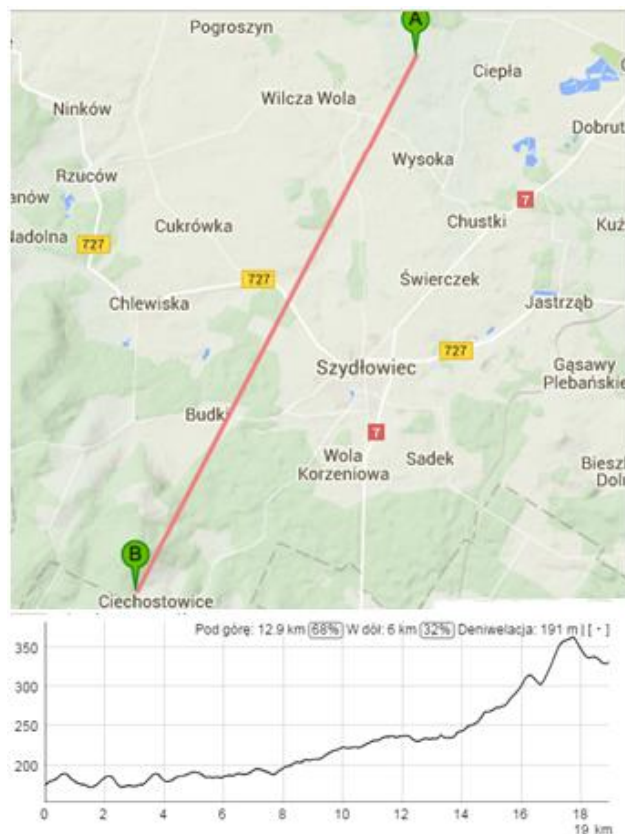 A
Pogroszyn
Ciepła
Wilcza Wola
Ninków
Dobrut
Wysoka
Rzuców
7
Cukrówka
Chustki
Kuź
Nadolna
727
727
Świerczek
Chlewiska
Jastrząb
727
Szydłowiec
Gąsawy
Plebańskie
Budki
7
Wola
Korzeniowa
Sadek
Biesz
Doln
B
Ciechostowice
Pod górę: 12.9 km 68% W dół: 6 km 32% Deniwelacja: 191 m | [ + ]
350
300
250
200
0 2 4 6 8 10 12 14 16 18
19 km